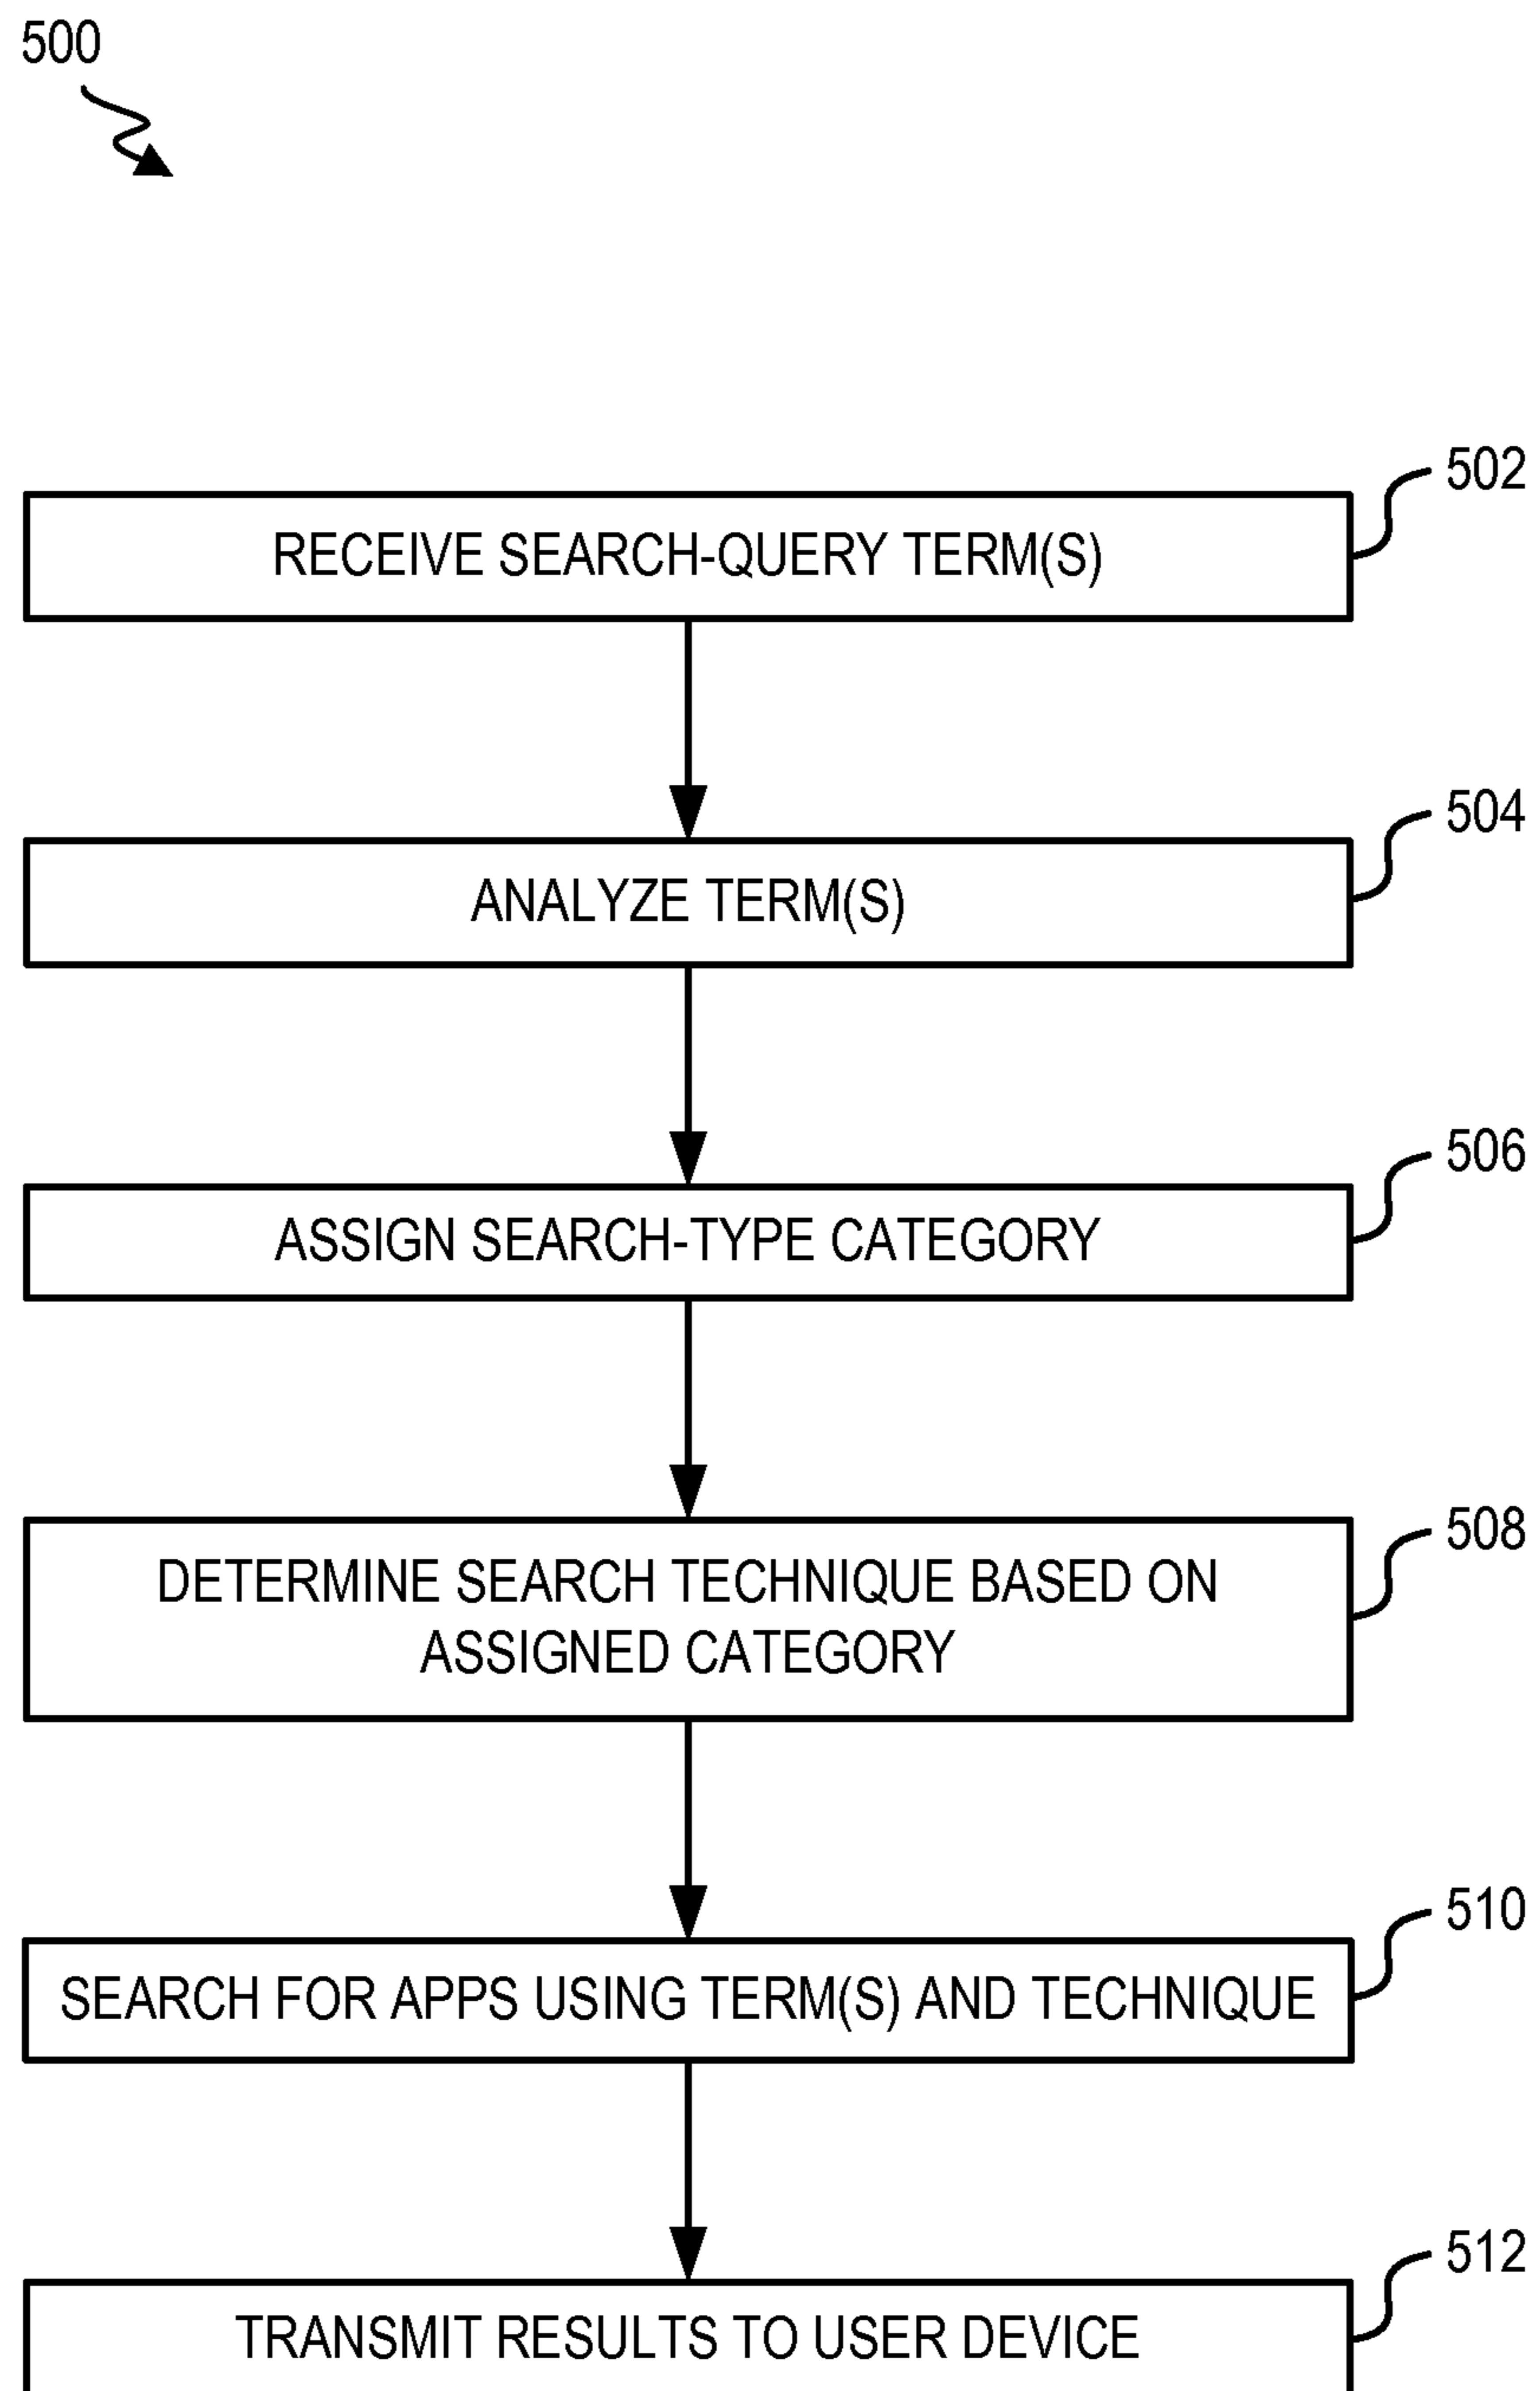 500
502
RECEIVE SEARCH-QUERY TERM(S)
504
ANALYZE TERM(S)
506
ASSIGN SEARCH-TYPE CATEGORY
508
DETERMINE SEARCH TECHNIQUE BASED ON
ASSIGNED CATEGORY
510
SEARCH FOR APPS USING TERM(S) AND TECHNIQUE
512
TRANSMIT RESULTS TO USER DEVICE